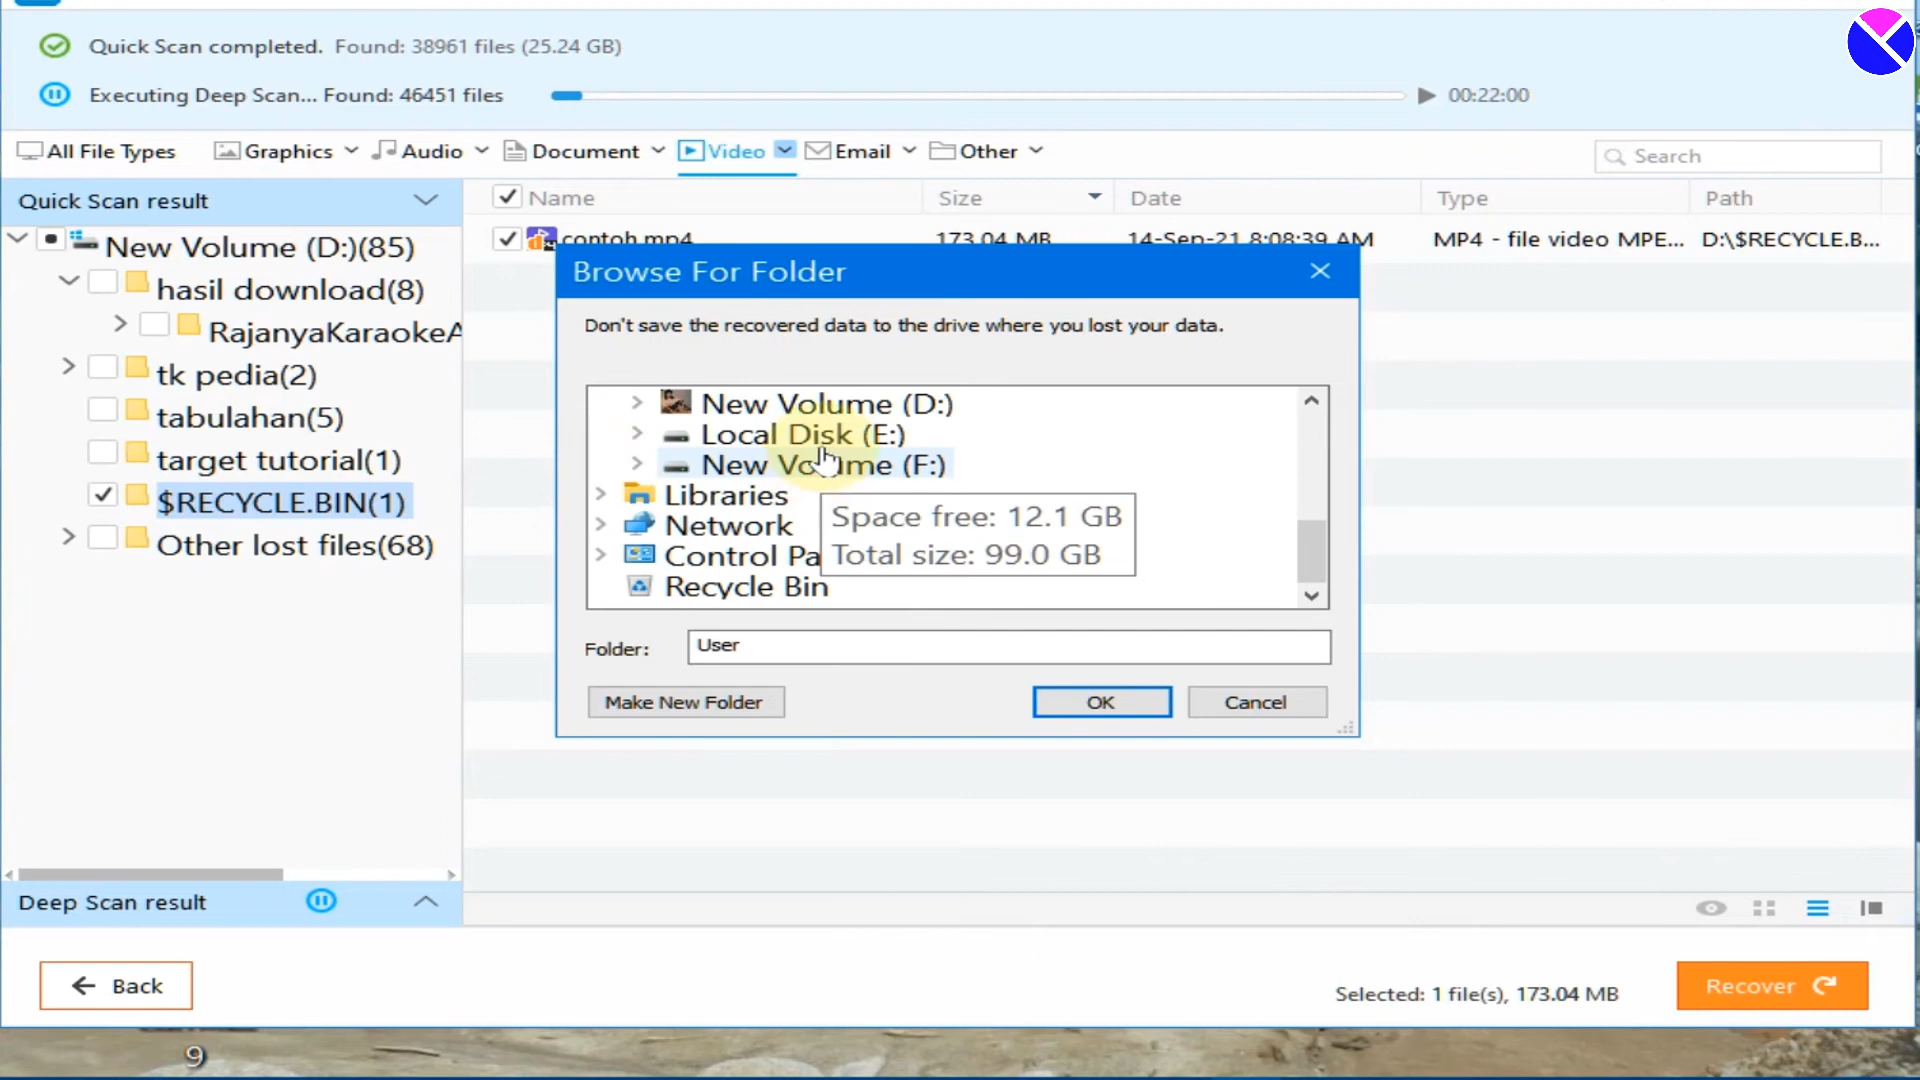 Quick Scan completed. Found: 38961 files (25.24 GB)
Executing Deep Scan... Found: 46451 files
00:22:00
All File Types Graphics Audio Document Video Email Other
Search
Quick Scan result
Name Size Date Type Path
New Volume (D:)(85)
hasil download(8)
RajanyaKaraokeA
tk pedia(2)
tabulahan(5)
target tutorial(1)
$RECYCLE.BIN(1)
Other lost files(68)
contoh.mp4 173.04 MB 14-Sep-21 8:08:39 AM MP4 - file video MPE... D:\$RECYCLE.B...
Browse For Folder
Don't save the recovered data to the drive where you lost your data.
New Volume (D:)
Local Disk (E:)
New Volume (F:)
Libraries
Network
Control Pa
Recycle Bin
Space free: 12.1 GB
Total size: 99.0 GB
Folder: User
Make New Folder OK Cancel
Deep Scan result
Back
Selected: 1 file(s), 173.04 MB
Recover
9